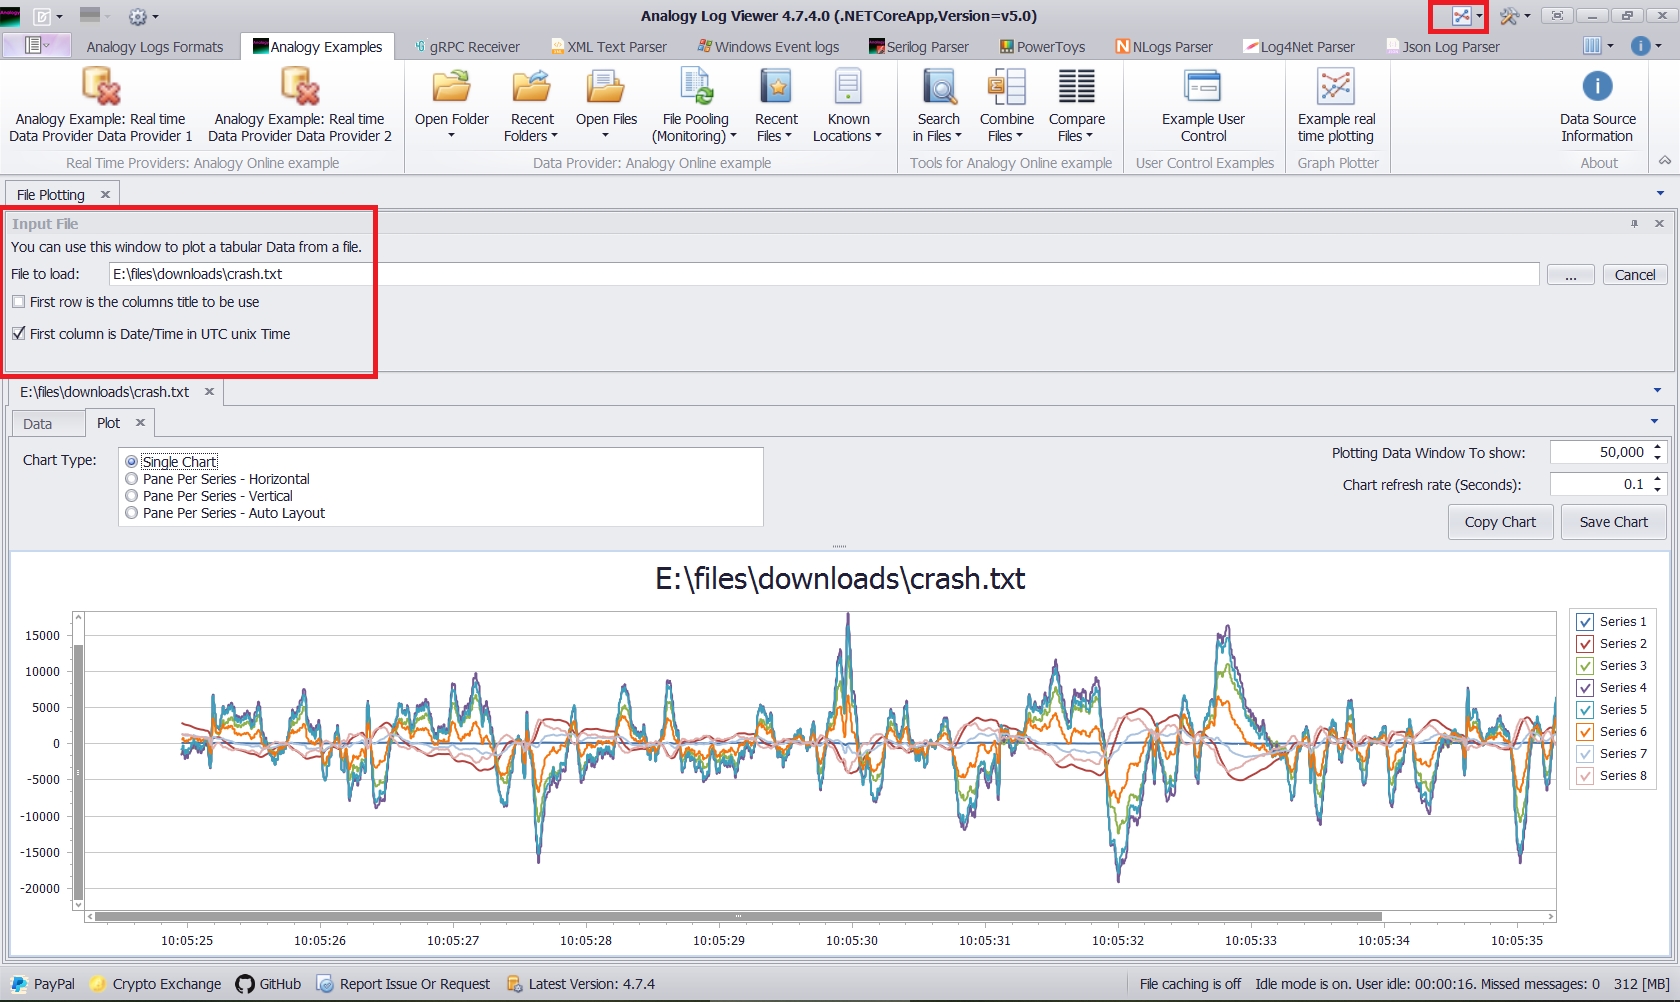 Analogy Log Viewer 4.7.4.0 (.NETCoreApp,Version=v5.0)
Analogy Logs Formats
Analogy Examples
gRPC Receiver
XML Text Parser
Windows Event logs
Serilog Parser
PowerToys
NLogs Parser
Log4Net Parser
Json Log Parser
Analogy Example: Real time
Data Provider Data Provider 1
Analogy Example: Real time
Data Provider Data Provider 2
Open Folder
Recent
Folders
Open Files
File Pooling
(Monitoring)
Recent
Files
Known
Locations
Search
in Files
Combine
Files
Compare
Files
Example User
Control
Example real
time plotting
Data Source
Information
Real Time Providers: Analogy Online example
Data Provider: Analogy Online example
Tools for Analogy Online example
User Control Examples
Graph Plotter
About
File Plotting
Input File
You can use this window to plot a tabular Data from a file.
File to load:
E:\files\downloads\crash.txt
...
Cancel
First row is the columns title to be use
First column is Date/Time in UTC unix Time
E:\files\downloads\crash.txt
Data
Plot
Chart Type:
Single Chart
Pane Per Series - Horizontal
Pane Per Series - Vertical
Pane Per Series - Auto Layout
Plotting Data Window To show:
50,000
Chart refresh rate (Seconds):
0.1
Copy Chart
Save Chart
E:\files\downloads\crash.txt
15000
10000
5000
0
-5000
-10000
-15000
-20000
10:05:25
10:05:26
10:05:27
10:05:28
10:05:29
10:05:30
10:05:31
10:05:32
10:05:33
10:05:34
10:05:35
Series 1
Series 2
Series 3
Series 4
Series 5
Series 6
Series 7
Series 8
PayPal
Crypto Exchange
GitHub
Report Issue Or Request
Latest Version: 4.7.4
File caching is off
Idle mode is on. User idle: 00:00:16. Missed messages: 0
312 [MB]